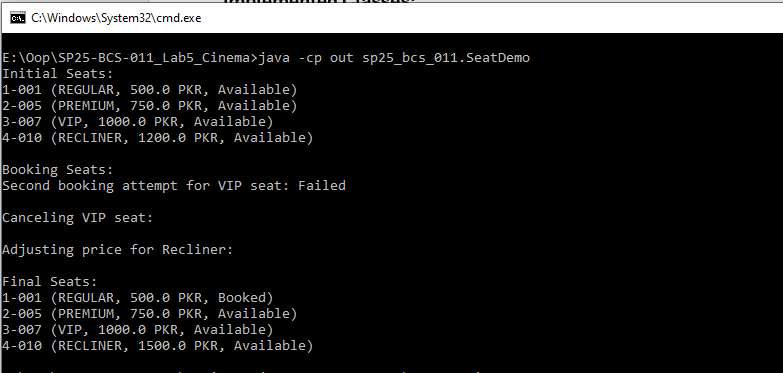 Implemented Classes:
C:\Windows\System32\cmd.exe
E:\Oop\SP25-BCS-011_Lab5_Cinema>java -cp out sp25_bcs_011.SeatDemo
Initial Seats:
1-001 (REGULAR, 500.0 PKR, Available)
2-005 (PREMIUM, 750.0 PKR, Available)
3-007 (VIP, 1000.0 PKR, Available)
4-010 (RECLINER, 1200.0 PKR, Available)
Booking Seats:
Second booking attempt for VIP seat: Failed
Canceling VIP seat:
Adjusting price for Recliner:
Final Seats:
1-001 (REGULAR, 500.0 PKR, Booked)
2-005 (PREMIUM, 750.0 PKR, Available)
3-007 (VIP, 1000.0 PKR, Available)
4-010 (RECLINER, 1500.0 PKR, Available)